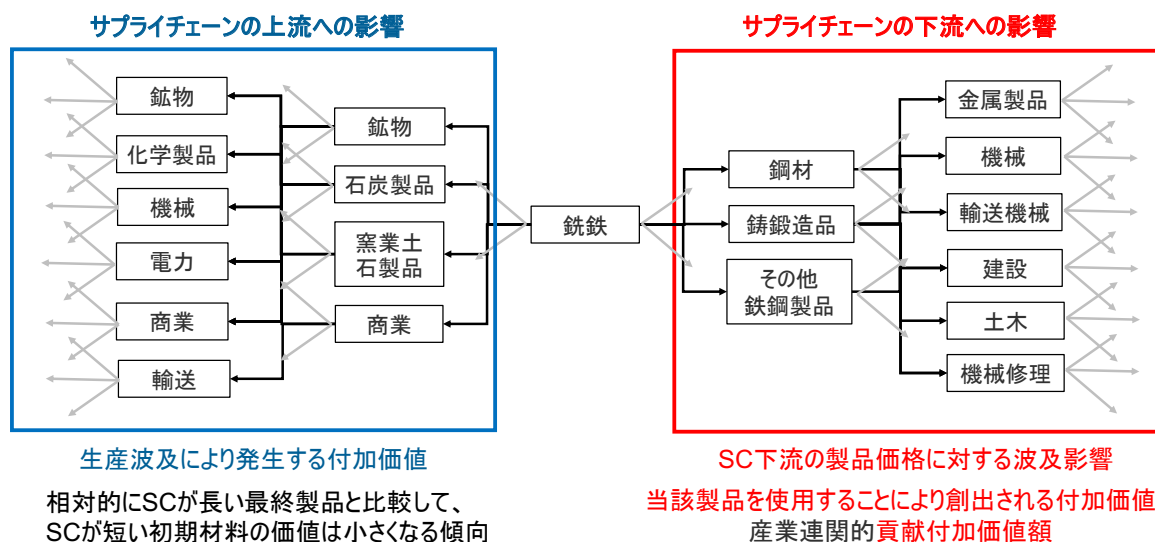 サプライチェーンの上流への影響
サプライチェーンの下流への影響
鉱物
化学製品
機械
電力
商業
輸送
鉱物
石炭製品
窯業土
石製品
商業
銑鉄
鋼材
鋳鍛造品
その他
鉄鋼製品
金属製品
機械
輸送機械
建設
土木
機械修理
生産波及により発生する付加価値
相対的にSCが長い最終製品と比較して、
SCが短い初期材料の価値は小さくなる傾向
SC下流の製品価格に対する波及影響
当該製品を使用することにより創出される付加価値
産業連関的貢献付加価値額